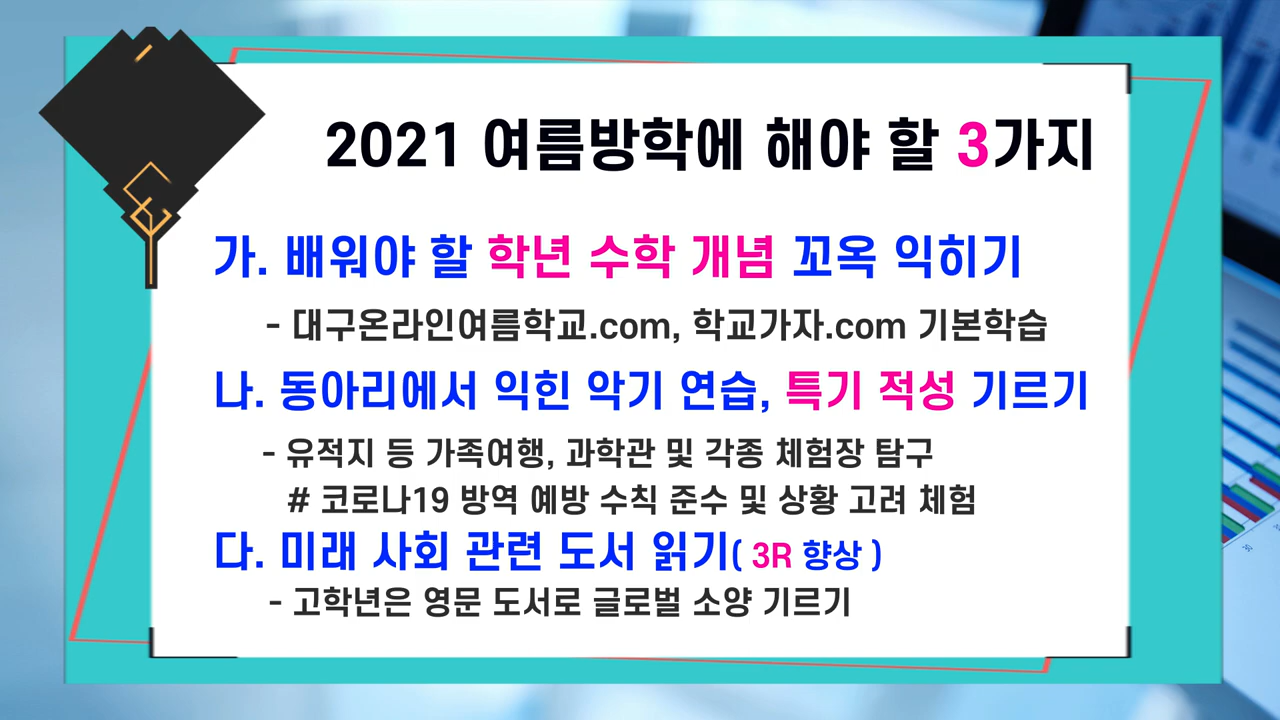 2021 여름방학에 해야 할 3가지
가. 배워야 할 학년 수학 개념 꼬옥 익히기
- 대구온라인여름학교.com, 학교가자.com 기본학습
나. 동아리에서 익힌 악기 연습, 특기 적성 기르기
- 유적지 등 가족여행, 과학관 및 각종 체험장 탐구
# 코로나19 방역 예방 수칙 준수 및 상황 고려 체험
다. 미래 사회 관련 도서 읽기( 3R 향상 )
- 고학년은 영문 도서로 글로벌 소양 기르기